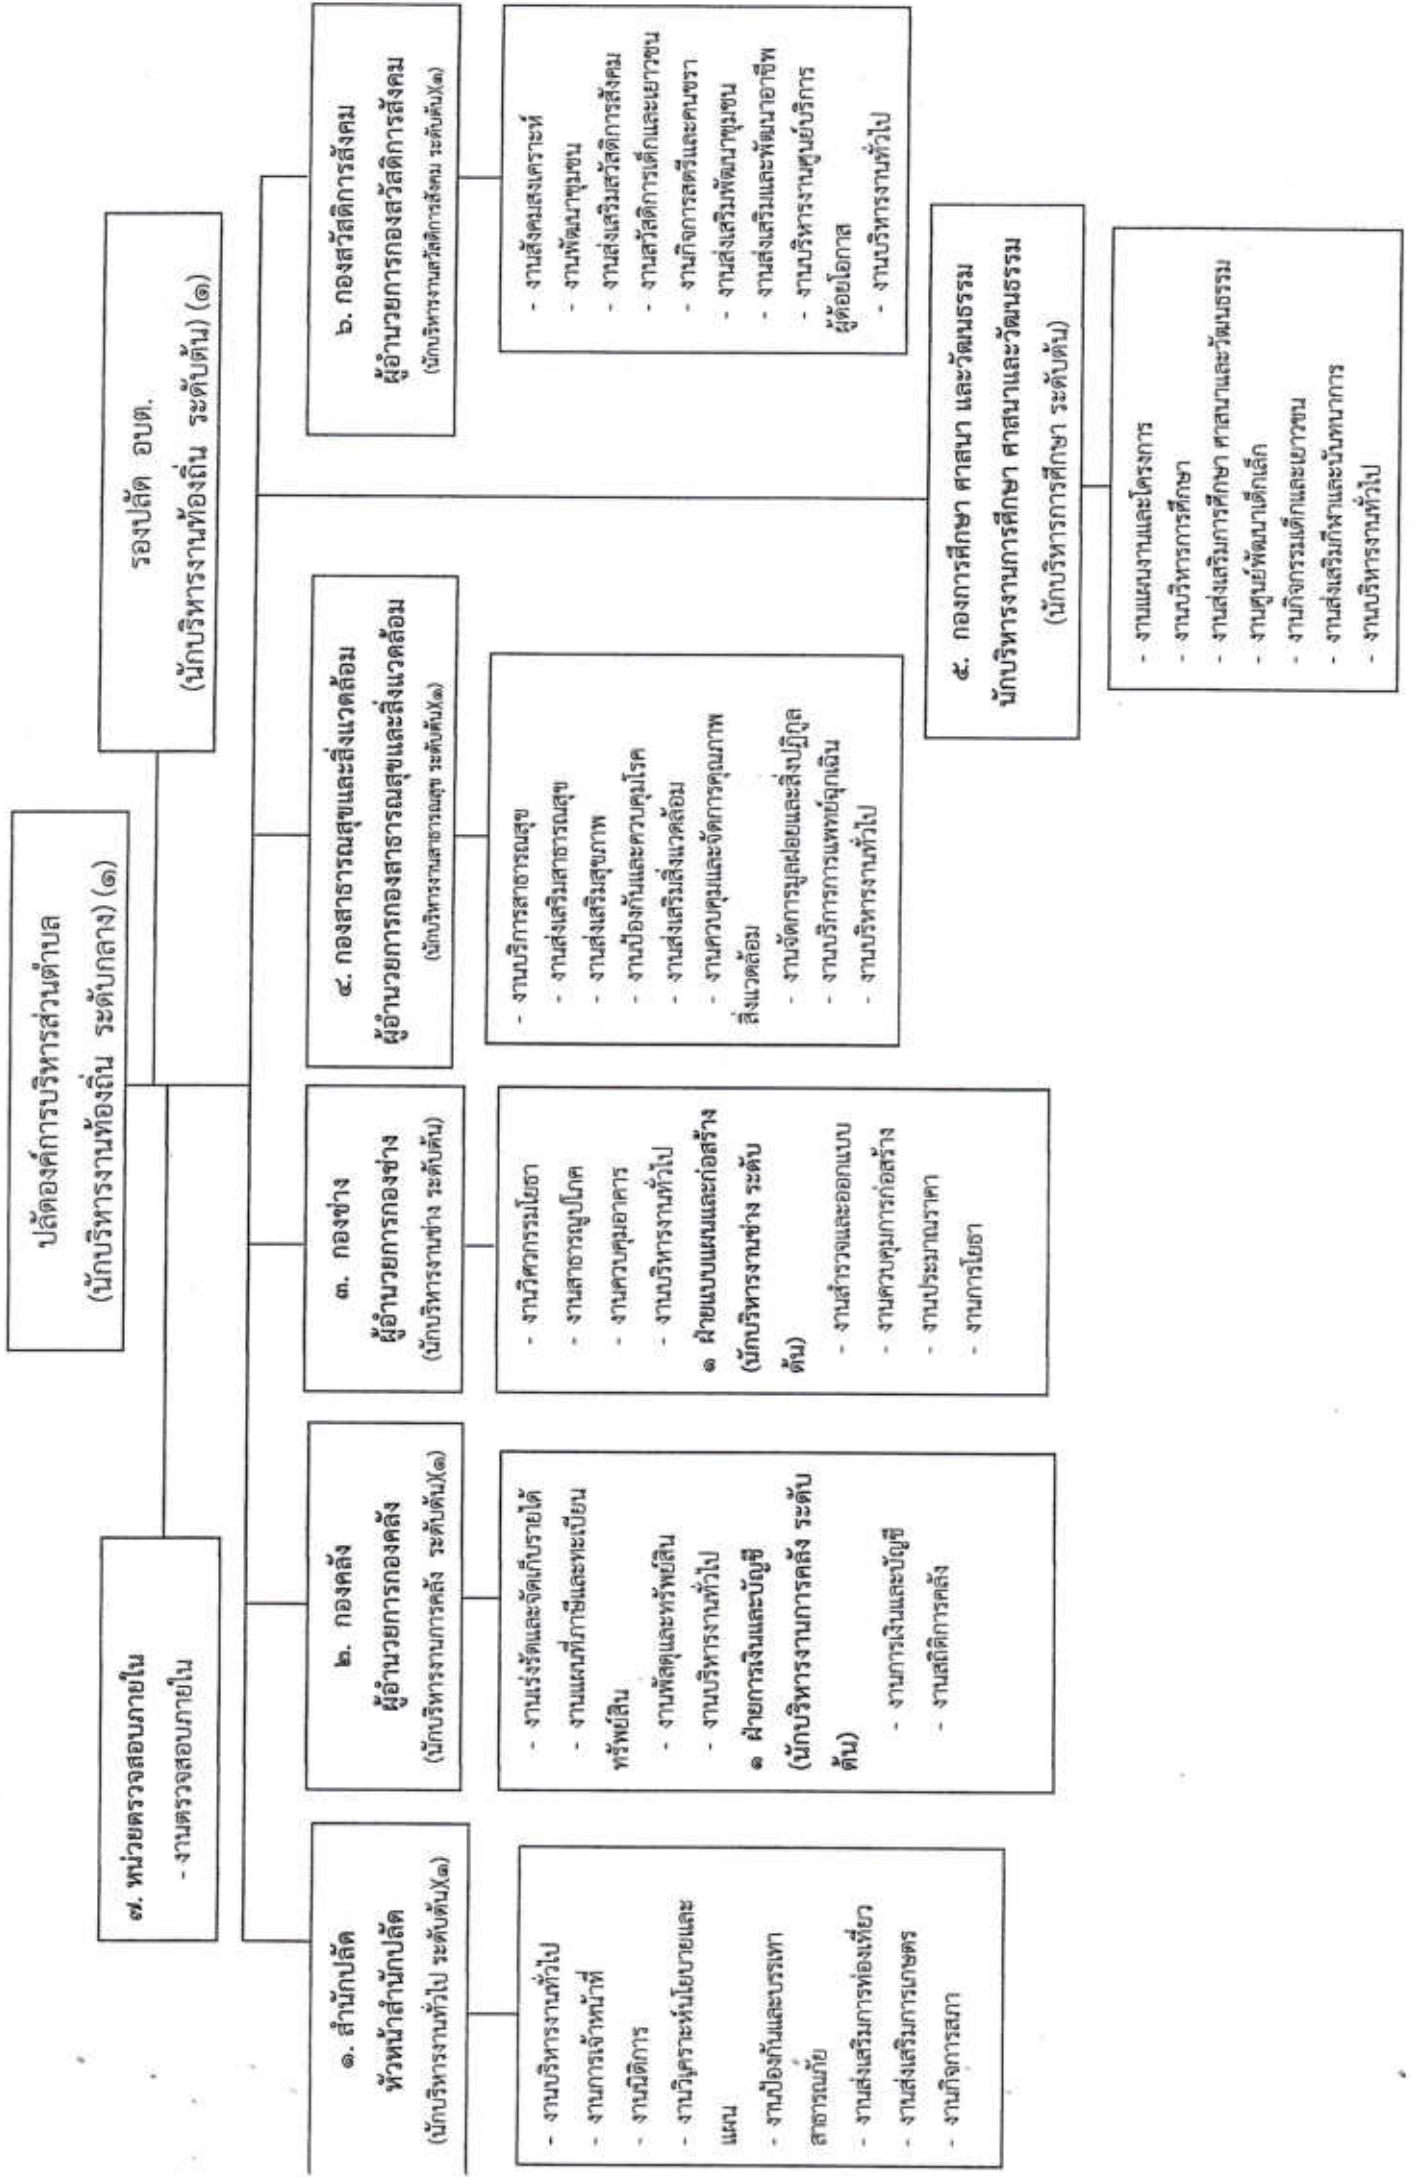 ปลัดองค์การบริหารส่วนตำบล
(นักบริหารงานท้องถิ่น ระดับกลาง) (๑)
รองปลัด อบต.
(นักบริหารงานท้องถิ่น ระดับต้น) (๑)
๗. หน่วยตรวจสอบภายใน
- งานตรวจสอบภายใน
๑. สำนักปลัด
หัวหน้าสำนักปลัด
(นักบริหารงานทั่วไป ระดับต้น)(๑)
- งานบริหารงานทั่วไป
- งานการเจ้าหน้าที่
- งานนิติการ
- งานวิเคราะห์นโยบายและ
แผน
- งานป้องกันและบรรเทา
สาธารณภัย
- งานส่งเสริมการท่องเที่ยว
- งานส่งเสริมการเกษตร
- งานกิจการสภา
๒. กองคลัง
ผู้อำนวยการกองคลัง
(นักบริหารงานการคลัง ระดับต้น)(๑)
- งานเร่งรัดและจัดเก็บรายได้
- งานแผนที่ภาษีและทะเบียน
ทรัพย์สิน
- งานพัสดุและทรัพย์สิน
- งานบริหารงานทั่วไป
๑ ฝ่ายการเงินและบัญชี
(นักบริหารงานการคลัง ระดับ
ต้น)
- งานการเงินและบัญชี
- งานสถิติการคลัง
๓. กองช่าง
ผู้อำนวยการกองช่าง
(นักบริหารงานช่าง ระดับต้น)
- งานวิศวกรรมโยธา
- งานสาธารณูปโภค
- งานควบคุมอาคาร
- งานบริหารงานทั่วไป
๑ ฝ่ายแบบแผนและก่อสร้าง
(นักบริหารงานช่าง ระดับ
ต้น)
- งานสำรวจและออกแบบ
- งานควบคุมการก่อสร้าง
- งานประมาณราคา
- งานการโยธา
๔. กองสาธารณสุขและสิ่งแวดล้อม
ผู้อำนวยการกองสาธารณสุขและสิ่งแวดล้อม
(นักบริหารงานสาธารณสุข ระดับต้น)(๑)
- งานบริการสาธารณสุข
- งานส่งเสริมสาธารณสุข
- งานส่งเสริมสุขภาพ
- งานป้องกันและควบคุมโรค
- งานส่งเสริมสิ่งแวดล้อม
- งานควบคุมและจัดการคุณภาพ
สิ่งแวดล้อม
- งานจัดการมูลฝอยและสิ่งปฏิกูล
- งานบริการการแพทย์ฉุกเฉิน
- งานบริหารงานทั่วไป
๕. กองการศึกษา ศาสนา และวัฒนธรรม
นักบริหารงานการศึกษา ศาสนาและวัฒนธรรม
(นักบริหารการศึกษา ระดับต้น)
- งานแผนงานและโครงการ
- งานบริหารการศึกษา
- งานส่งเสริมการศึกษา ศาสนาและวัฒนธรรม
- งานศูนย์พัฒนาเด็กเล็ก
- งานกิจกรรมเด็กและเยาวชน
- งานส่งเสริมกีฬาและนันทนาการ
- งานบริหารงานทั่วไป
๖. กองสวัสดิการสังคม
ผู้อำนวยการกองสวัสดิการสังคม
(นักบริหารงานสวัสดิการสังคม ระดับต้น)(๑)
- งานสังคมสงเคราะห์
- งานพัฒนาชุมชน
- งานส่งเสริมสวัสดิการสังคม
- งานสวัสดิการเด็กและเยาวชน
- งานกิจการสตรีและคนชรา
- งานส่งเสริมพัฒนาชุมชน
- งานส่งเสริมและพัฒนาอาชีพ
- งานบริหารงานศูนย์บริการ
ผู้ด้อยโอกาส
- งานบริหารงานทั่วไป